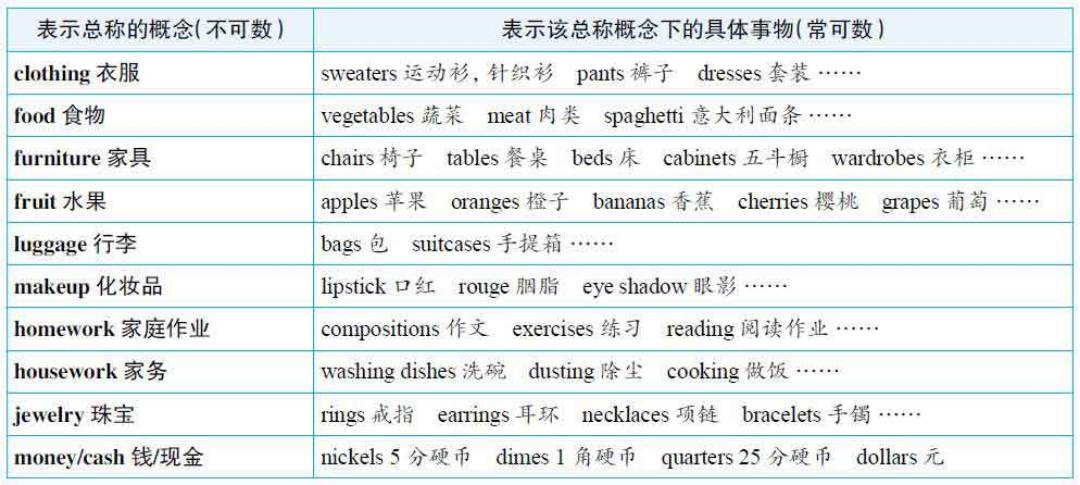 表示总称的概念(不可数) 表示该总称概念下的具体事物(常可数)
clothing 衣服 sweaters 运动衫, 针织衫 pants 裤子 dresses 套装 ……
food 食物 vegetables 蔬菜 meat 肉类 spaghetti 意大利面条 ……
furniture 家具 chairs 椅子 tables 餐桌 beds 床 cabinets 五斗橱 wardrobes 衣柜 ……
fruit 水果 apples 苹果 oranges 橙子 bananas 香蕉 cherries 樱桃 grapes 葡萄 ……
luggage 行李 bags 包 suitcases 手提箱 ……
makeup 化妆品 lipstick 口红 rouge 胭脂 eye shadow 眼影 ……
homework 家庭作业 compositions 作文 exercises 练习 reading 阅读作业 ……
housework 家务 washing dishes 洗碗 dusting 除尘 cooking 做饭 ……
jewelry 珠宝 rings 戒指 earrings 耳环 necklaces 项链 bracelets 手镯 ……
money/cash 钱/现金 nickels 5 分硬币 dimes 1 角硬币 quarters 25 分硬币 dollars 元